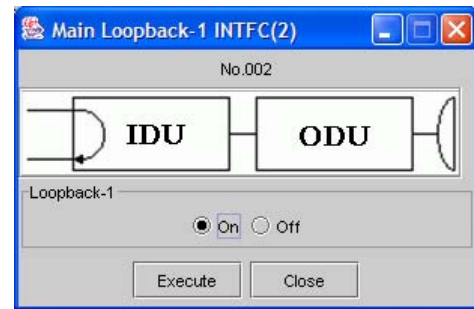 Main Loopback-1 INTFC(2)
No.002
IDU ODU
Loopback-1
On Off
Execute Close